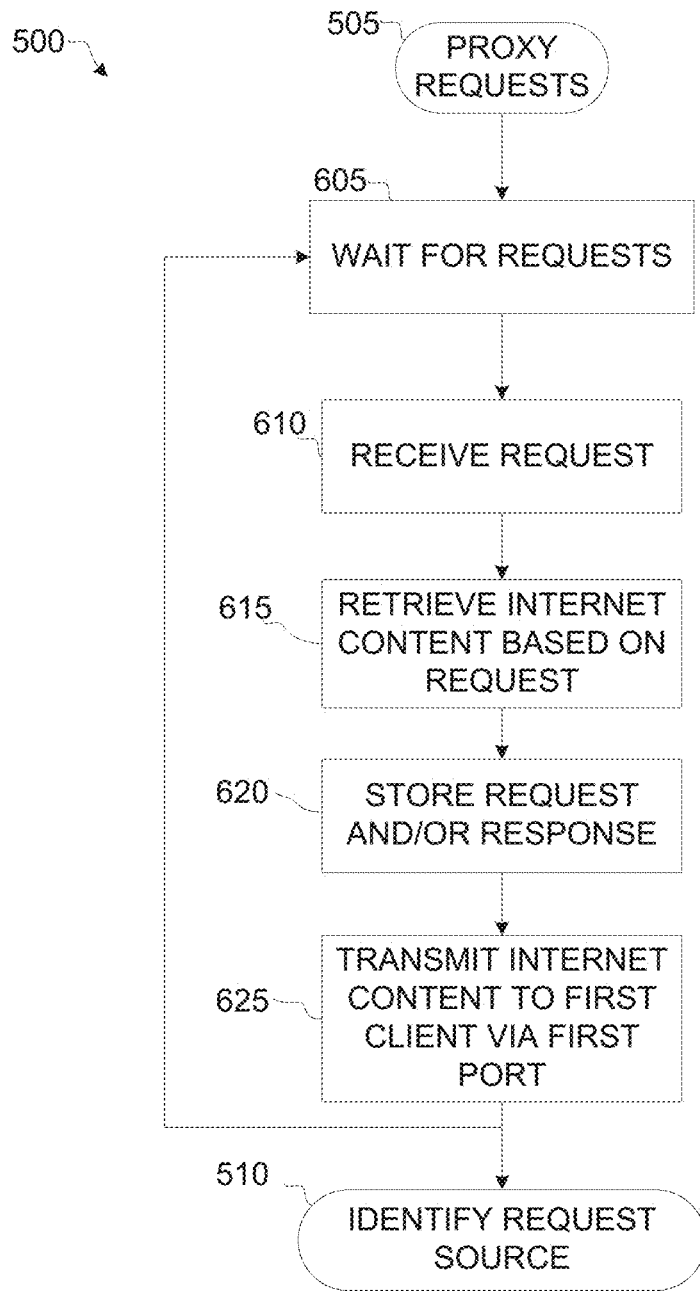 500
505
PROXY
REQUESTS
605
WAIT FOR REQUESTS
610
RECEIVE REQUEST
615
RETRIEVE INTERNET
CONTENT BASED ON
REQUEST
620
STORE REQUEST
AND/OR RESPONSE
625
TRANSMIT INTERNET
CONTENT TO FIRST
CLIENT VIA FIRST
PORT
510
IDENTIFY REQUEST
SOURCE